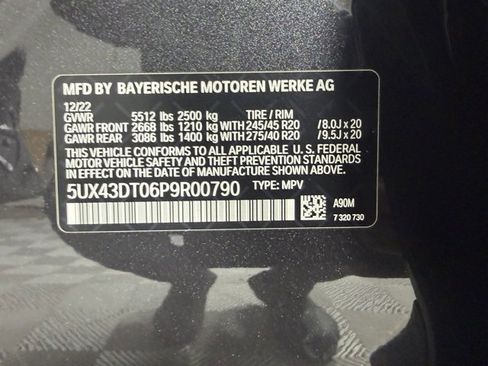 MFD BY BAYERISCHE MOTOREN WERKE AG
12/22
GVWR 5512 lbs 2500 kg TIRE / RIM
GAWR FRONT 2668 lbs 1210 kg WITH 245/45 R20 /8.0J x 20
GAWR REAR 3086 lbs 1400 kg WITH 275/40 R20 /9.5J x 20
THIS VEHICLE CONFORMS TO ALL APPLICABLE U.S. FEDERAL
MOTOR VEHICLE SAFETY, BUMPER AND THEFT PREVENTION STANDARDS
IN EFFECT ON THE DATE OF MANUFACTURE SHOWN ABOVE.
5UX43DT06P9R00790 TYPE: MPV
A90M
7 320 730